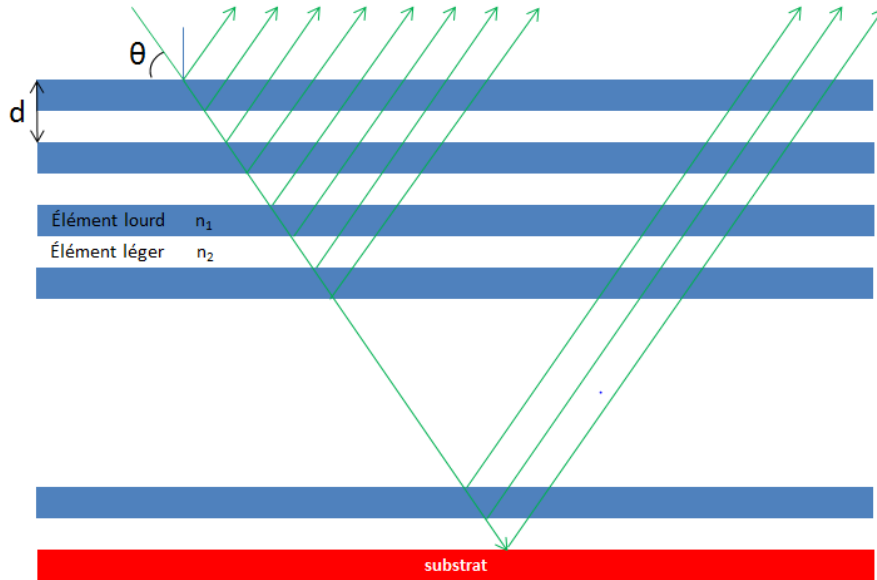 θ
d
Élément lourd n₁
Élément léger n₂
substrat